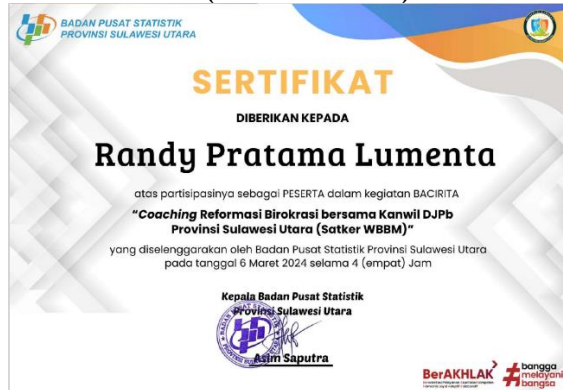 BADAN PUSAT STATISTIK
PROVINSI SULAWESI UTARA
SERTIFIKAT
DIBERIKAN KEPADA
Randy Pratama Lumenta
atas partisipasinya sebagai PESERTA dalam kegiatan BACIRITA
"Coaching Reformasi Birokrasi bersama Kanwil DJPb
Provinsi Sulawesi Utara (Satker WBBM)"
yang diselenggarakan oleh Badan Pusat Statistik Provinsi Sulawesi Utara
pada tanggal 6 Maret 2024 selama 4 (empat) Jam
Kepala Badan Pusat Statistik
Provinsi Sulawesi Utara
Asim Saputra
BerAKHLAK
#bangga
melayani
bangsa